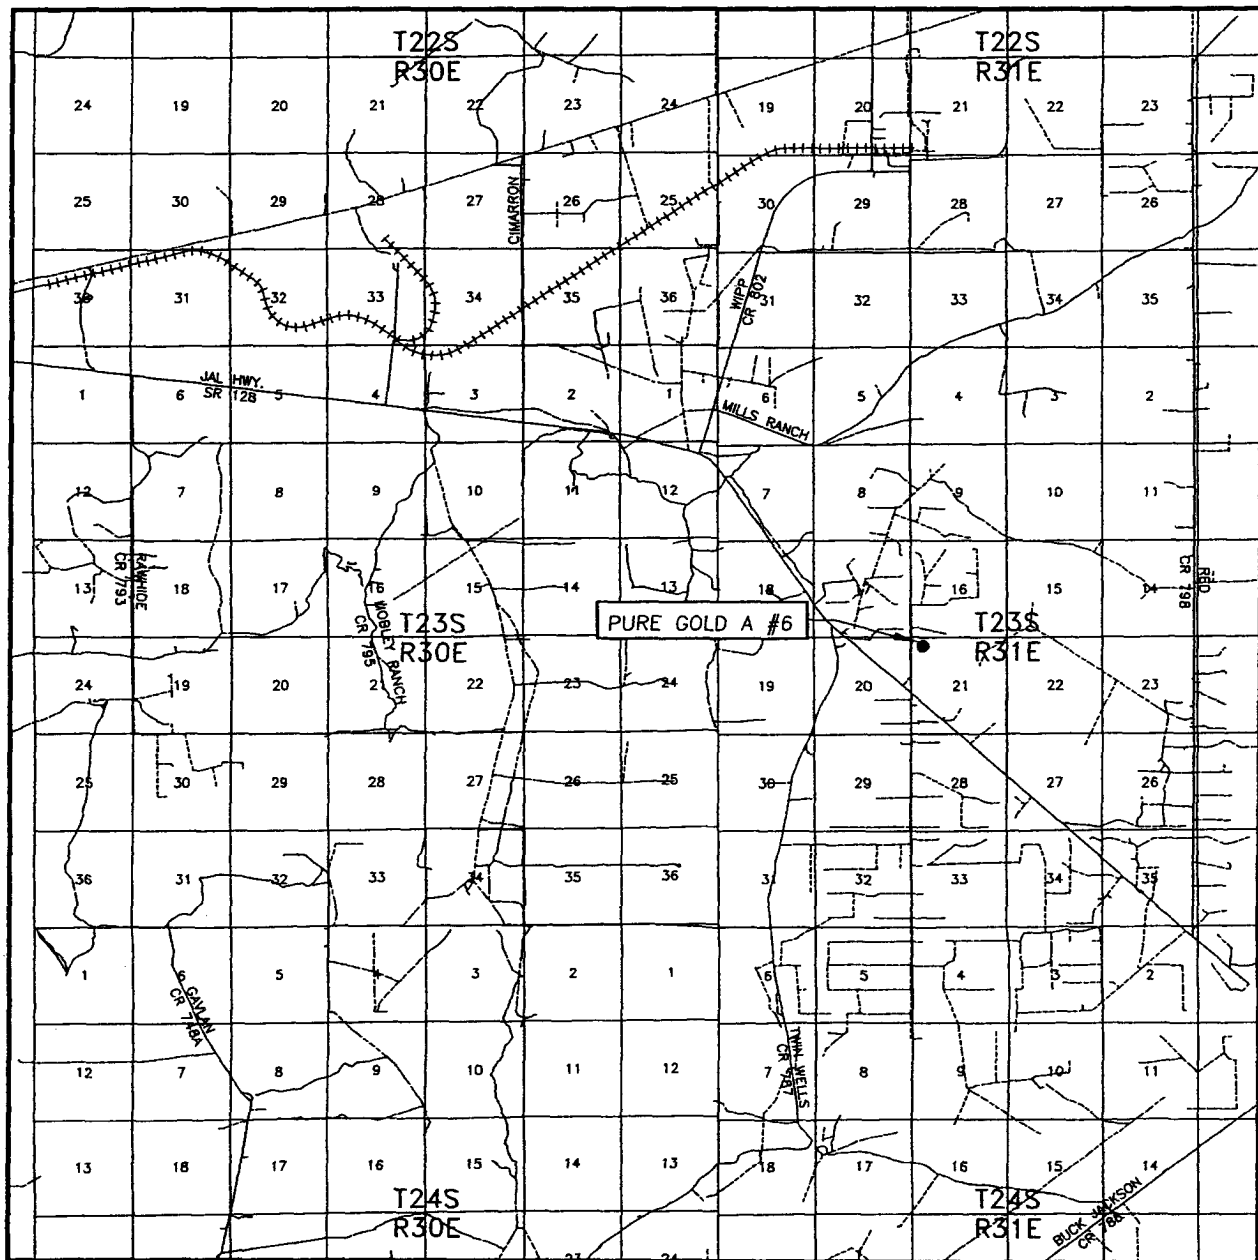 T22S T22S
R30E R31E
24 19 20 21 22 23 24 19 20 21 22 23
25 30 29 28 27 26 25 30 29 28 27 26
CIMARRON
36 31 32 33 34 35 36 31 32 33 34 35
WIPP
CR 802
JAL HWY.
SR 128
1 6 5 4 3 2 1 6 5 4 3 2
MILLS RANCH
12 7 8 9 10 11 12 7 8 9 10 11
RAWHIDE
CR 793
RED
CR 798
13 18 17 16 15 14 13 18 16 15 14
MOBLEY RANCH
CR 795
PURE GOLD A #6
T23S T23S
R30E R31E
24 19 20 21 22 23 24 19 20 21 22 23
25 30 29 28 27 26 25 30 29 28 27 26
36 31 32 33 34 35 36 31 32 33 34 35
1 6 5 4 3 2 1 6 5 4 3 2
GAVLAN
CR 748A
TWIN WELLS
12 7 8 9 10 11 12 7 8 9 10 11
13 18 17 16 15 14 13 18 17 16 15 14
T24S T24S
R30E R31E
BUCK JACKSON
23 24